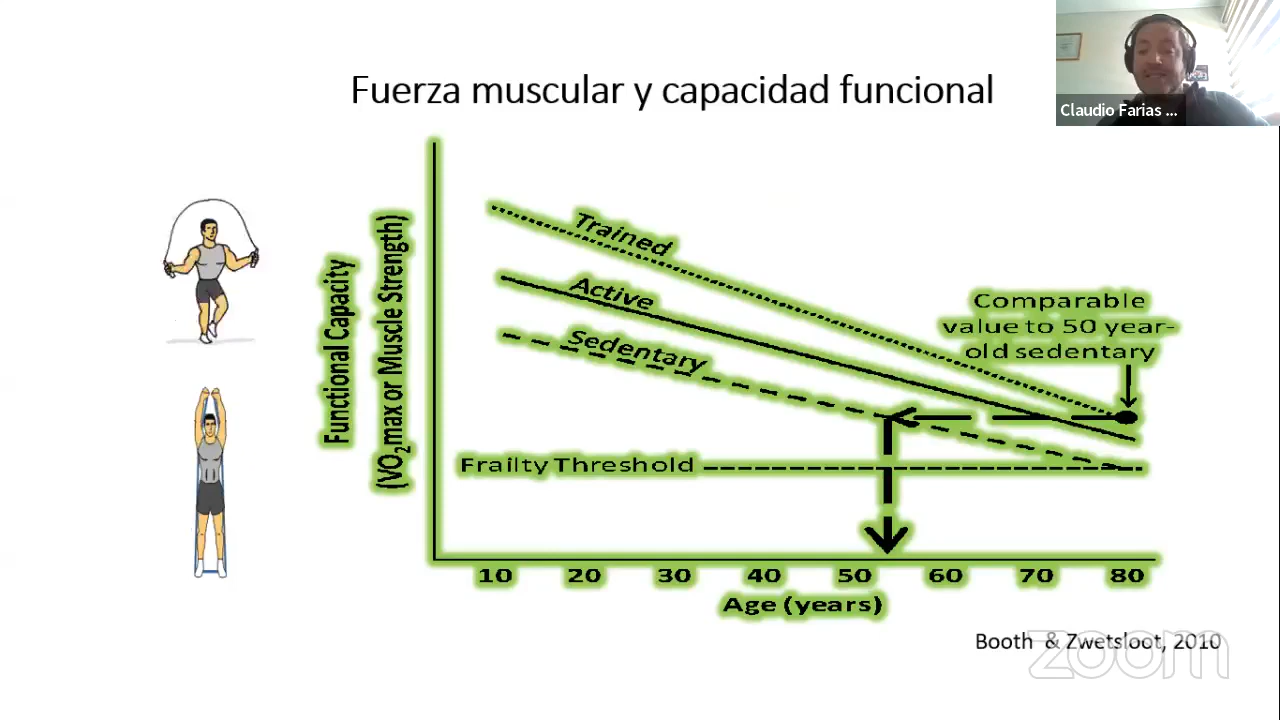 Fuerza muscular y capacidad funcional
Claudio Farias ...
Functional Capacity
(VO2max or Muscle Strength)
Trained
Active
Sedentary
Comparable
value to 50 year-
old sedentary
Frailty Threshold
10 20 30 40 50 60 70 80
Age (years)
Booth & Zwetsloot, 2010
zoom